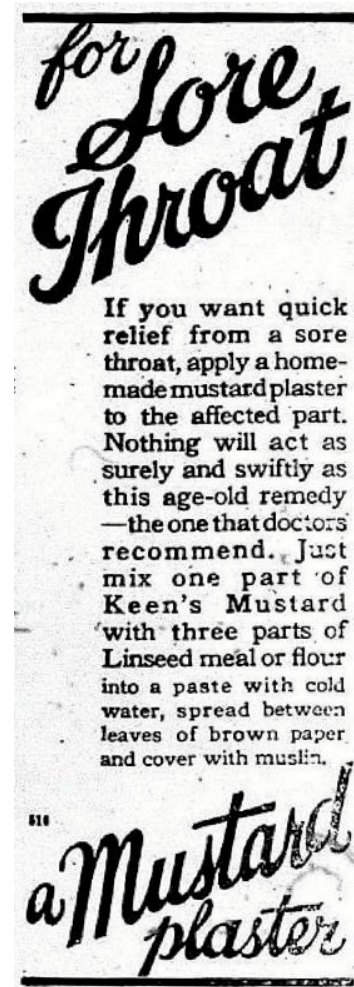 for
Sore
Throat
If you want quick
relief from a sore
throat, apply a home-
made mustard plaster
to the affected part.
Nothing will act as
surely and swiftly as
this age-old remedy
—the one that doctors
recommend. Just
mix one part of
Keen's Mustard
with three parts of
Linseed meal or flour
into a paste with cold
water, spread between
leaves of brown paper
and cover with muslin.
516
a Mustard
plaster